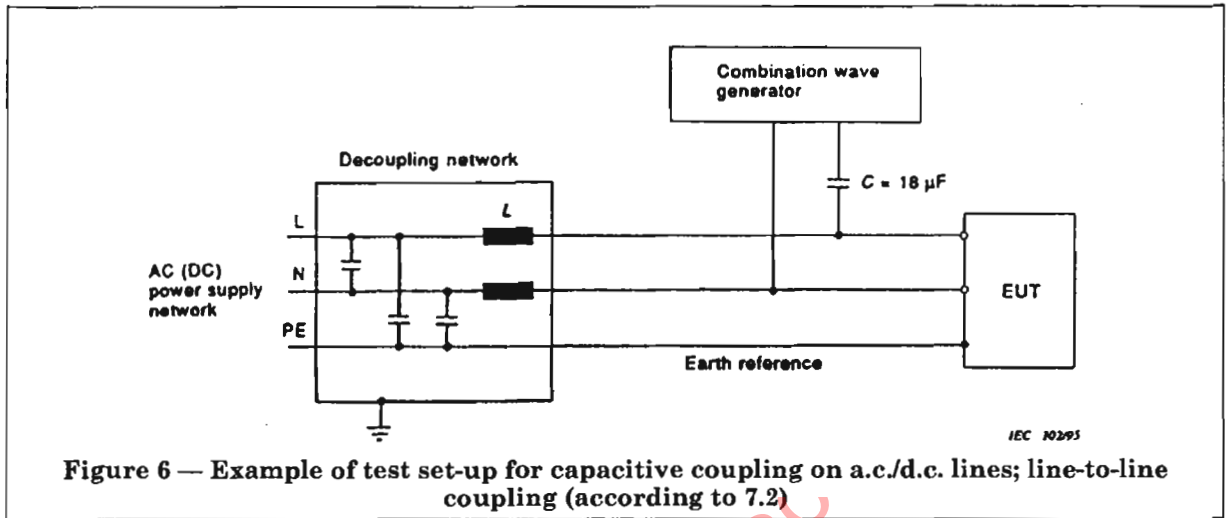 Combination wave
generator
Decoupling network
C = 18 µF
L
L
N
AC (DC)
power supply
network
EUT
PE
Earth reference
IEC 102/95
Figure 6 — Example of test set-up for capacitive coupling on a.c./d.c. lines; line-to-line
coupling (according to 7.2)